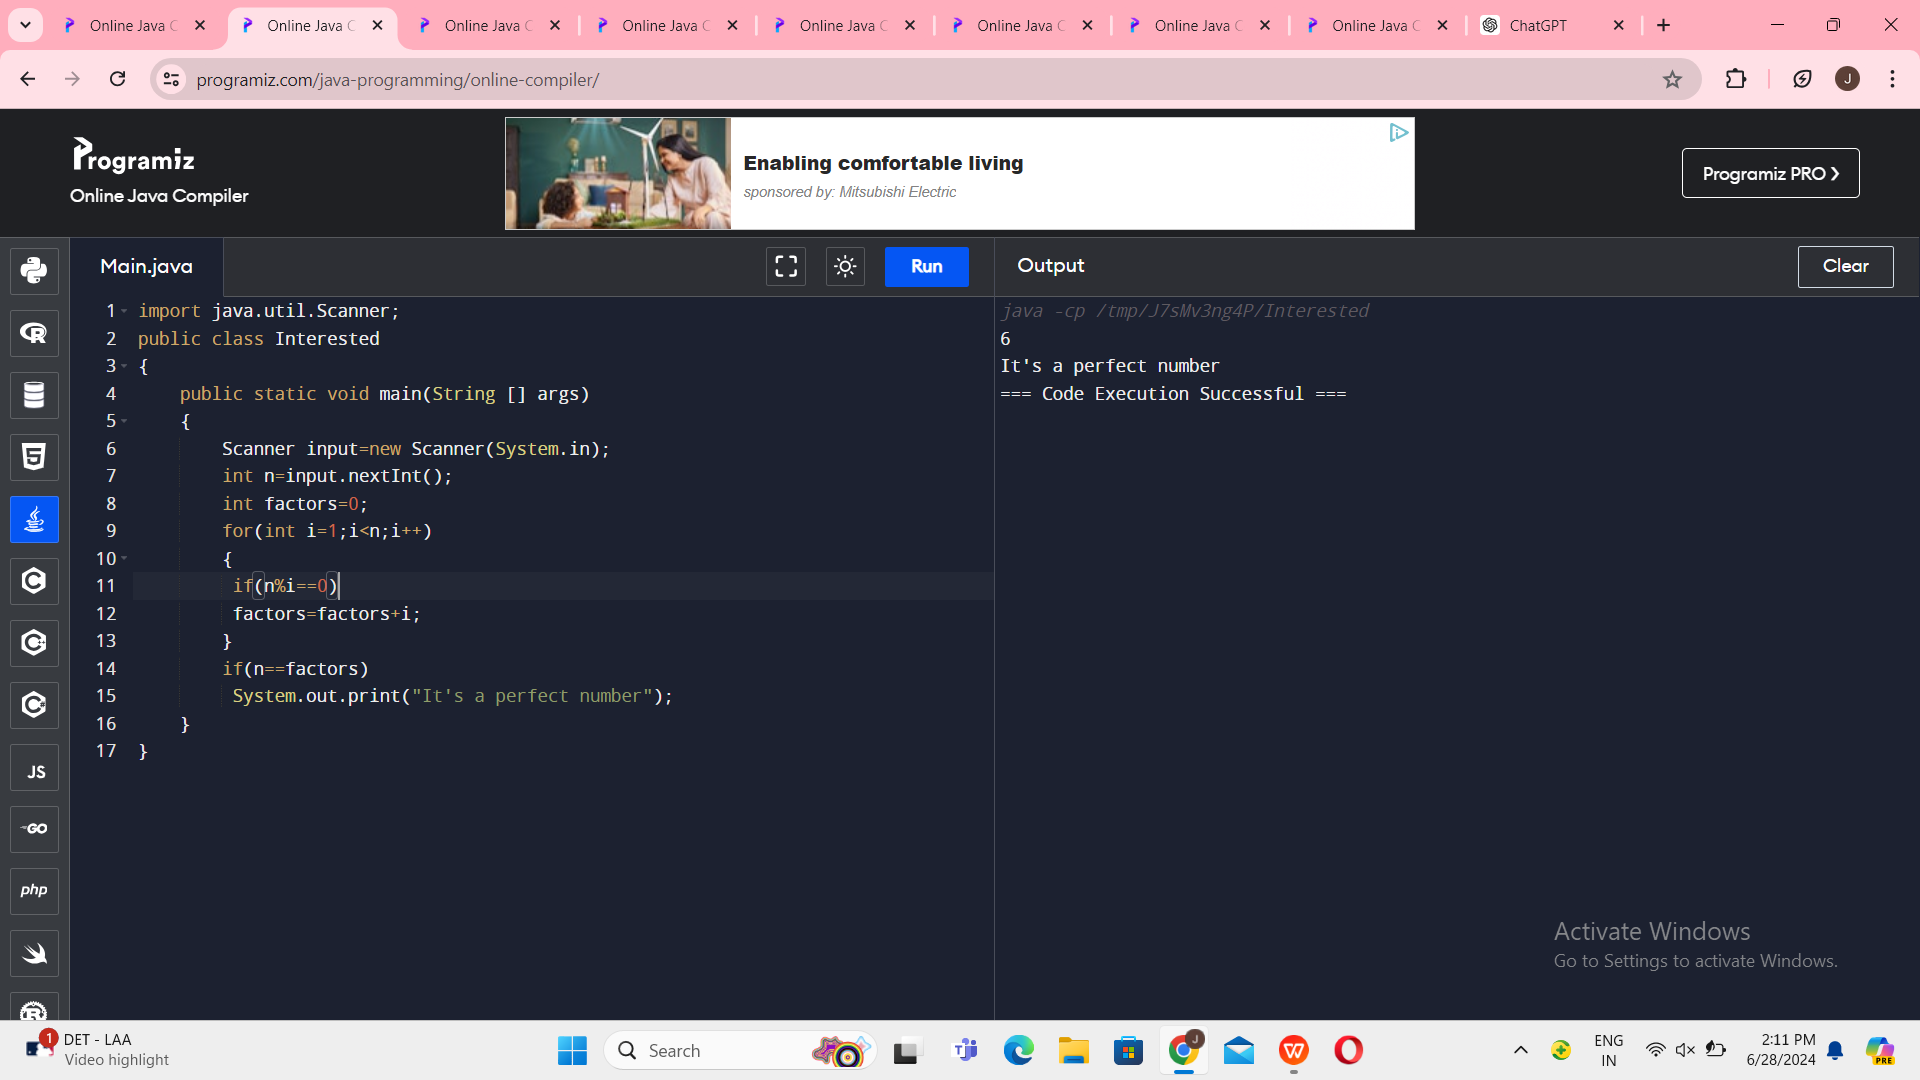 Online Java C
Online Java C
Online Java C
Online Java C
Online Java C
Online Java C
Online Java C
Online Java C
ChatGPT
programiz.com/java-programming/online-compiler/
J
Programiz
Online Java Compiler
Enabling comfortable living
sponsored by: Mitsubishi Electric
Programiz PRO ❯
Main.java
Run
Output
Clear
1 import java.util.Scanner;
2 public class Interested
3 {
4 public static void main(String [] args)
5 {
6 Scanner input=new Scanner(System.in);
7 int n=input.nextInt();
8 int factors=0;
9 for(int i=1;i<n;i++)
10 {
11 if(n%i==0)
12 factors=factors+i;
13 }
14 if(n==factors)
15 System.out.print("It's a perfect number");
16 }
17 }
java -cp /tmp/J7sMv3ng4P/Interested
6
It's a perfect number
=== Code Execution Successful ===
JS
GO
php
Activate Windows
Go to Settings to activate Windows.
1
DET - LAA
Video highlight
Search
J
ENG
IN
2:11 PM
6/28/2024
PRE